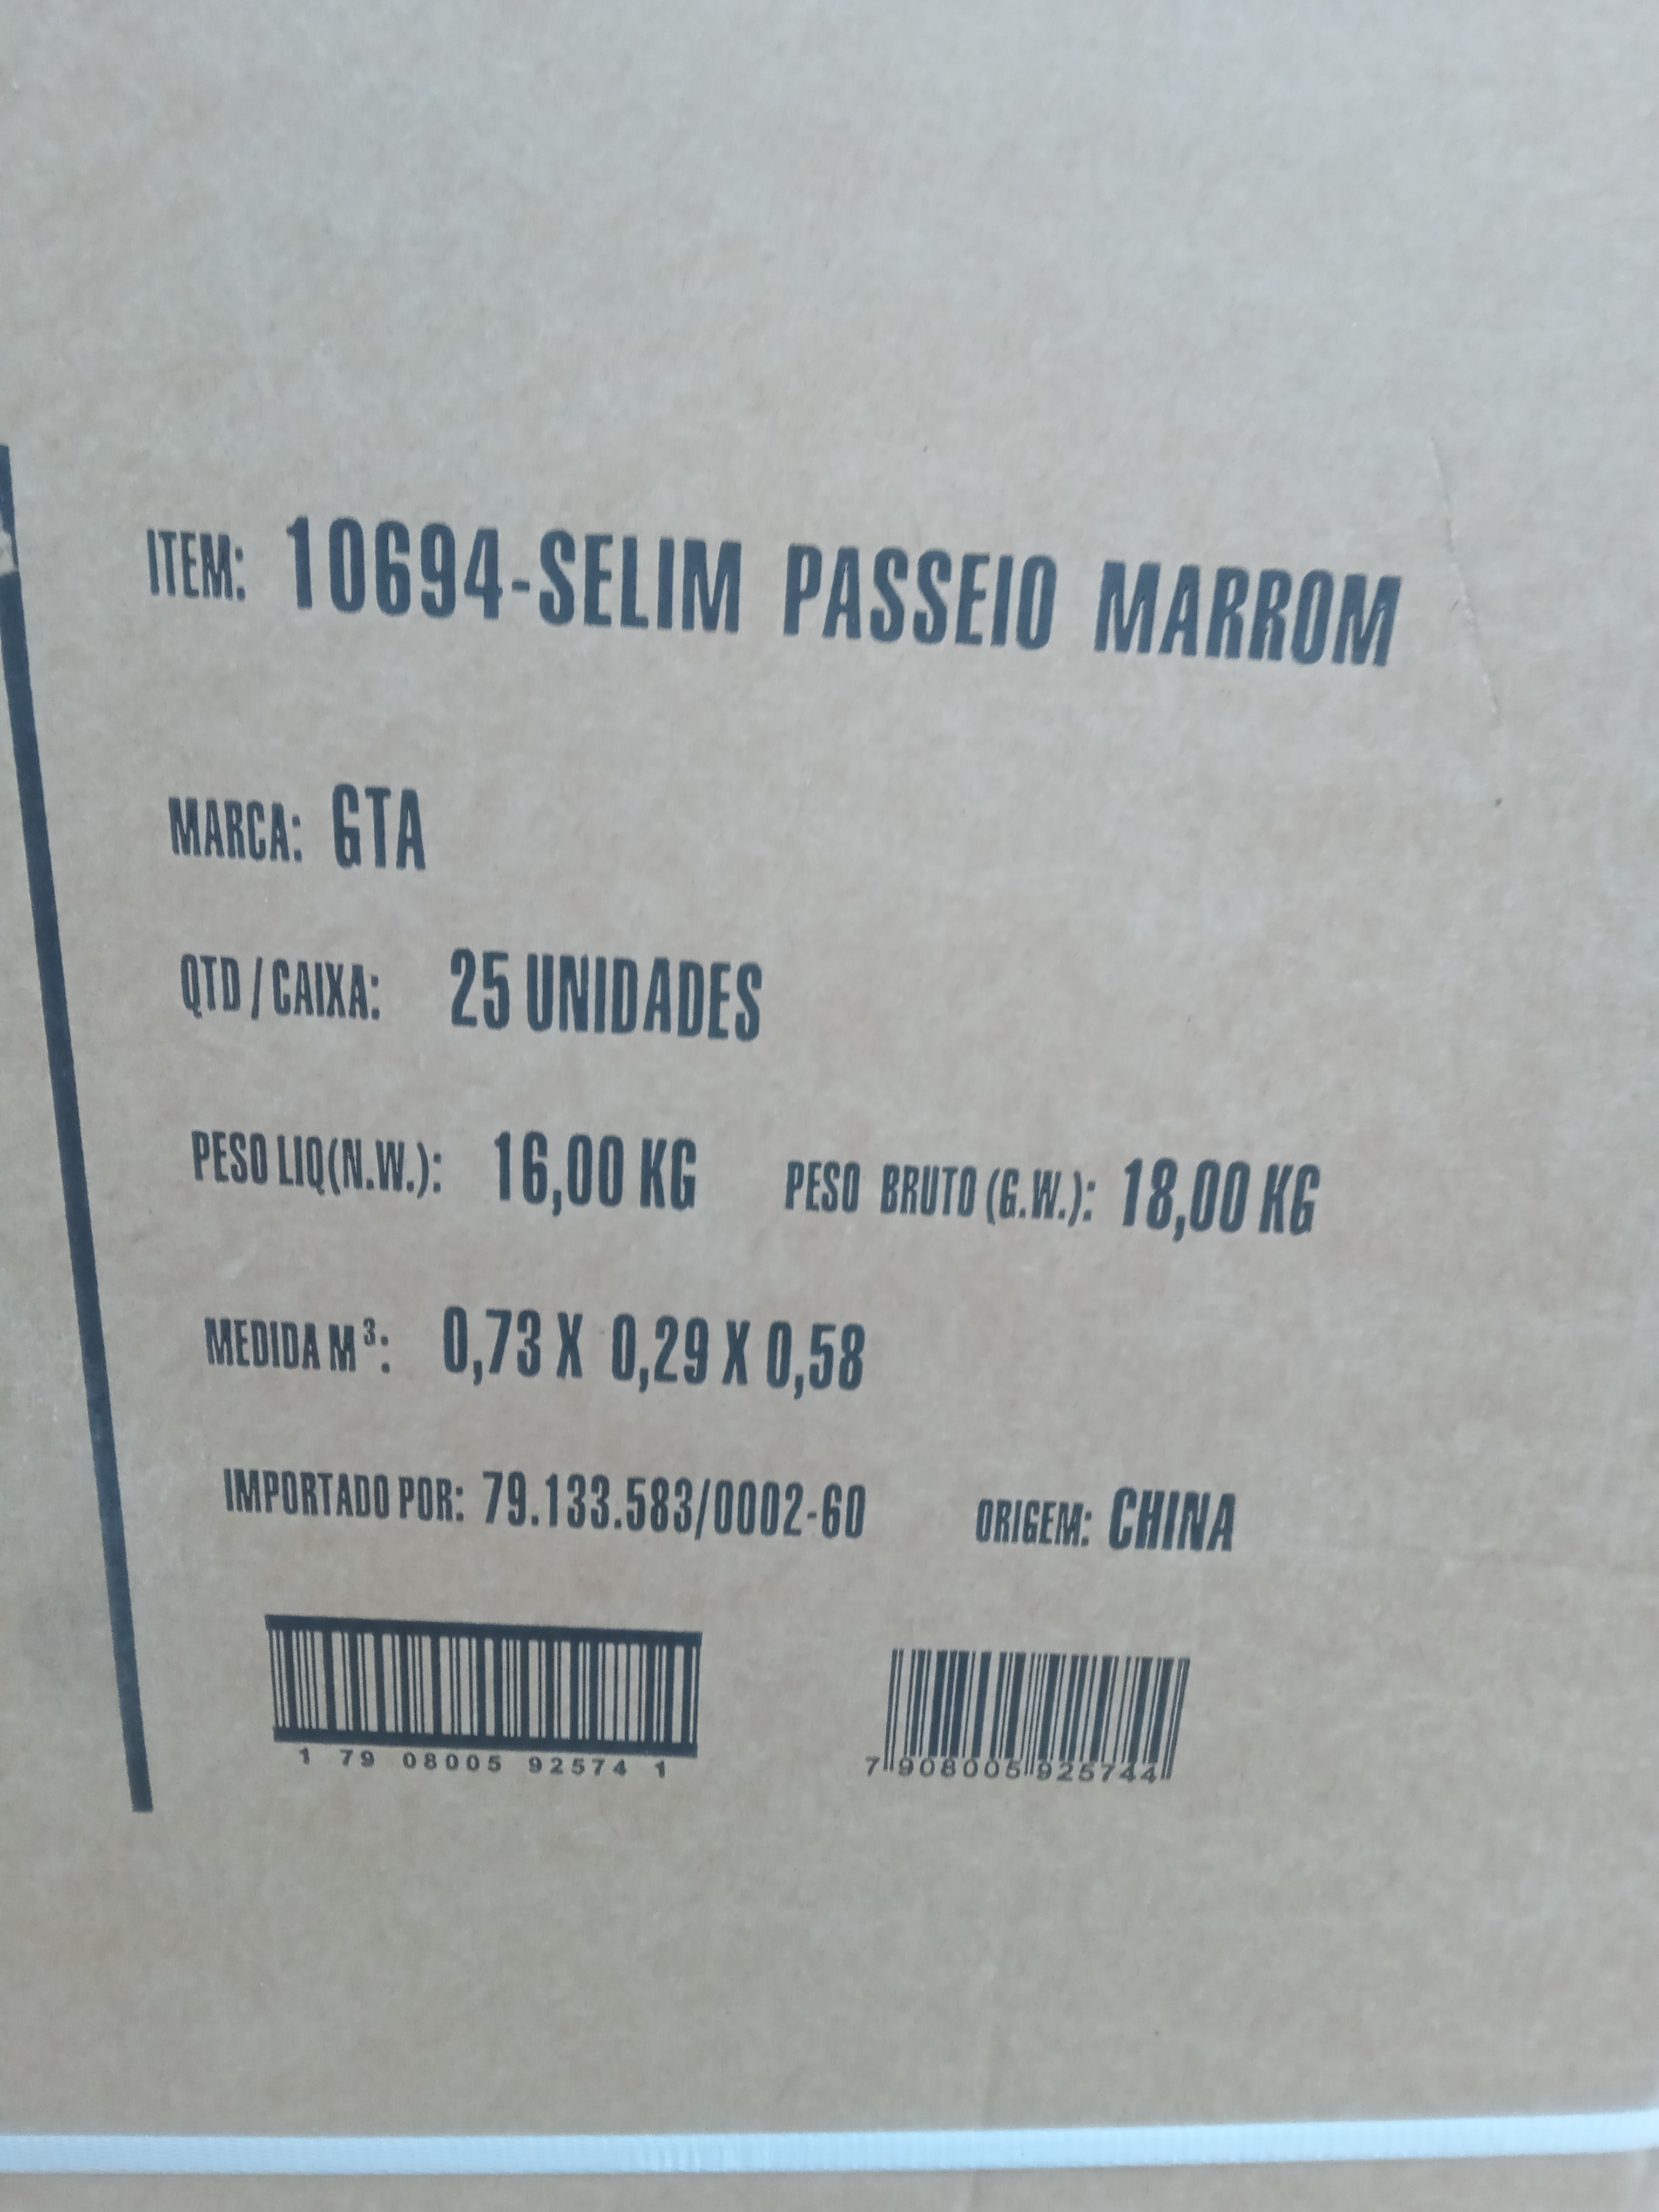 ITEM: 10694-SELIM PASSEIO MARROM
MARCA: GTA
QTD/CAIXA: 25 UNIDADES
PESO LIQ(N.W.): 16,00 KG PESO BRUTO (G.W.): 18,00 KG
MEDIDA M³: 0,73 X 0,29 X 0,58
IMPORTADO POR: 79.133.583/0002-60 ORIGEM: CHINA
1 79 08005 92574 1 7 908005 925744